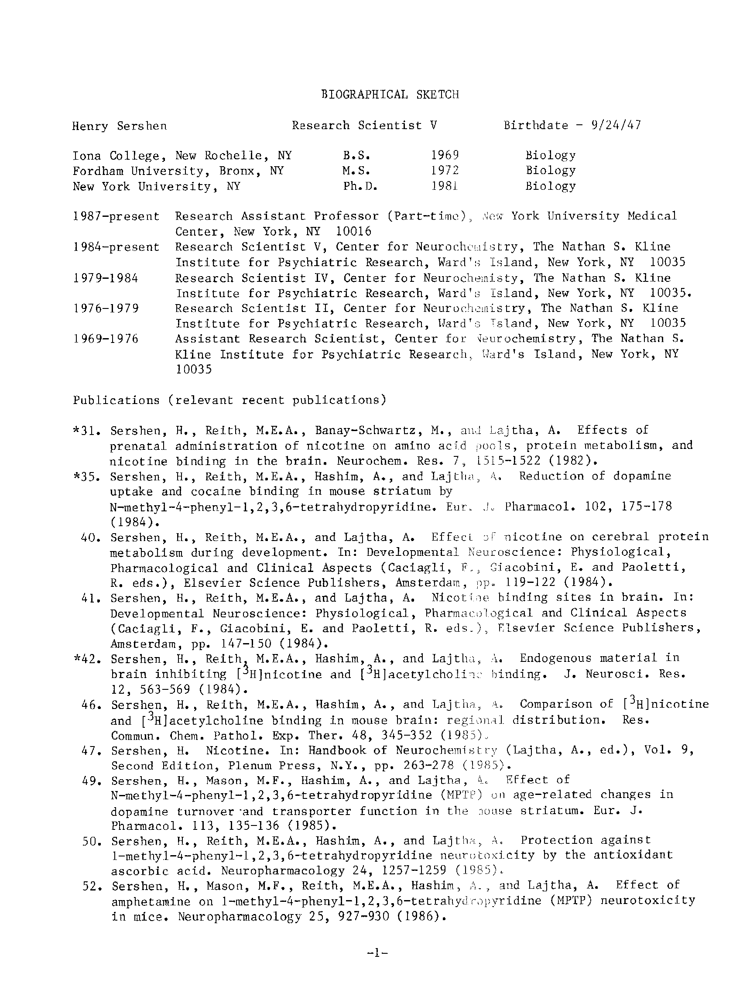 BIOGRAPHICAL SKETCH
Henry Sershen Research Scientist V Birthdate - 9/24/47
Iona College, New Rochelle, NY B.S. 1969 Biology
Fordham University, Bronx, NY M.S. 1972 Biology
New York University, NY Ph.D. 1981 Biology
1987-present Research Assistant Professor (Part-time), New York University Medical
Center, New York, NY 10016
1984-present Research Scientist V, Center for Neurochemistry, The Nathan S. Kline
Institute for Psychiatric Research, Ward's Island, New York, NY 10035
1979-1984 Research Scientist IV, Center for Neurochemisty, The Nathan S. Kline
Institute for Psychiatric Research, Ward's Island, New York, NY 10035.
1976-1979 Research Scientist II, Center for Neurochemistry, The Nathan S. Kline
Institute for Psychiatric Research, Ward's Island, New York, NY 10035
1969-1976 Assistant Research Scientist, Center for Neurochemistry, The Nathan S.
Kline Institute for Psychiatric Research, Ward's Island, New York, NY
10035
Publications (relevant recent publications)
*31. Sershen, H., Reith, M.E.A., Banay-Schwartz, M., and Lajtha, A. Effects of
prenatal administration of nicotine on amino acid pools, protein metabolism, and
nicotine binding in the brain. Neurochem. Res. 7, 1515-1522 (1982).
*35. Sershen, H., Reith, M.E.A., Hashim, A., and Lajtha, A. Reduction of dopamine
uptake and cocaine binding in mouse striatum by
N-methyl-4-phenyl-1,2,3,6-tetrahydropyridine. Eur. J. Pharmacol. 102, 175-178
(1984).
40. Sershen, H., Reith, M.E.A., and Lajtha, A. Effect of nicotine on cerebral protein
metabolism during development. In: Developmental Neuroscience: Physiological,
Pharmacological and Clinical Aspects (Caciagli, F., Giacobini, E. and Paoletti,
R. eds.), Elsevier Science Publishers, Amsterdam, pp. 119-122 (1984).
41. Sershen, H., Reith, M.E.A., and Lajtha, A. Nicotine binding sites in brain. In:
Developmental Neuroscience: Physiological, Pharmacological and Clinical Aspects
(Caciagli, F., Giacobini, E. and Paoletti, R. eds.), Elsevier Science Publishers,
Amsterdam, pp. 147-150 (1984).
*42. Sershen, H., Reith, M.E.A., Hashim, A., and Lajtha, A. Endogenous material in
brain inhibiting [3H]nicotine and [3H]acetylcholine binding. J. Neurosci. Res.
12, 563-569 (1984).
46. Sershen, H., Reith, M.E.A., Hashim, A., and Lajtha, A. Comparison of [3H]nicotine
and [3H]acetylcholine binding in mouse brain: regional distribution. Res.
Commun. Chem. Pathol. Exp. Ther. 48, 345-352 (1985).
47. Sershen, H. Nicotine. In: Handbook of Neurochemistry (Lajtha, A., ed.), Vol. 9,
Second Edition, Plenum Press, N.Y., pp. 263-278 (1985).
49. Sershen, H., Mason, M.F., Hashim, A., and Lajtha, A. Effect of
N-methyl-4-phenyl-1,2,3,6-tetrahydropyridine (MPTP) on age-related changes in
dopamine turnover and transporter function in the mouse striatum. Eur. J.
Pharmacol. 113, 135-136 (1985).
50. Sershen, H., Reith, M.E.A., Hashim, A., and Lajtha, A. Protection against
1-methyl-4-phenyl-1,2,3,6-tetrahydropyridine neurotoxicity by the antioxidant
ascorbic acid. Neuropharmacology 24, 1257-1259 (1985).
52. Sershen, H., Mason, M.F., Reith, M.E.A., Hashim, A., and Lajtha, A. Effect of
amphetamine on 1-methyl-4-phenyl-1,2,3,6-tetrahydropyridine (MPTP) neurotoxicity
in mice. Neuropharmacology 25, 927-930 (1986).
-1-